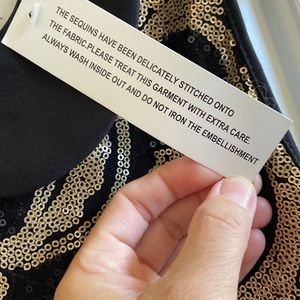 THE SEQUINS HAVE BEEN DELICATELY STITCHED ONTO
THE FABRIC,PLEASE TREAT THIS GARMENT WITH EXTRA CARE.
ALWAYS WASH INSIDE OUT AND DO NOT IRON THE EMBELLISHMENT